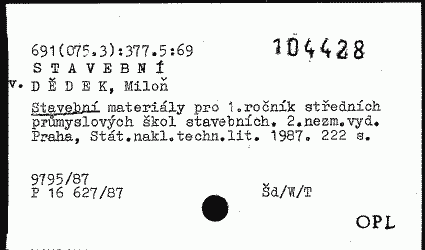 691(075.3):377.5:69
104428
STAVEBNÍ
v. DĚDEK, Miloň
Stavební materiály pro 1.ročník středních
průmyslových škol stavebních. 2.nezm.vyd.
Praha, Stát.nakl.techn.lit. 1987. 222 s.
9795/87
P 16 627/87
Šd/W/T
OPL